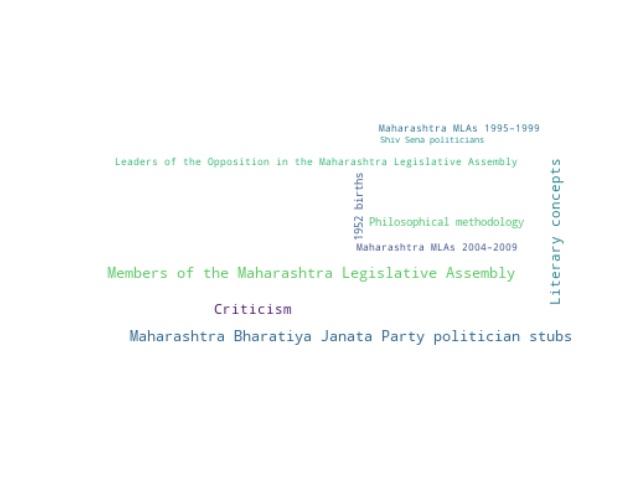 Maharashtra MLAs 1995–1999
Shiv Sena politicians
Leaders of the Opposition in the Maharashtra Legislative Assembly
Literary concepts
1952 births
Philosophical methodology
Maharashtra MLAs 2004–2009
Members of the Maharashtra Legislative Assembly
Criticism
Maharashtra Bharatiya Janata Party politician stubs